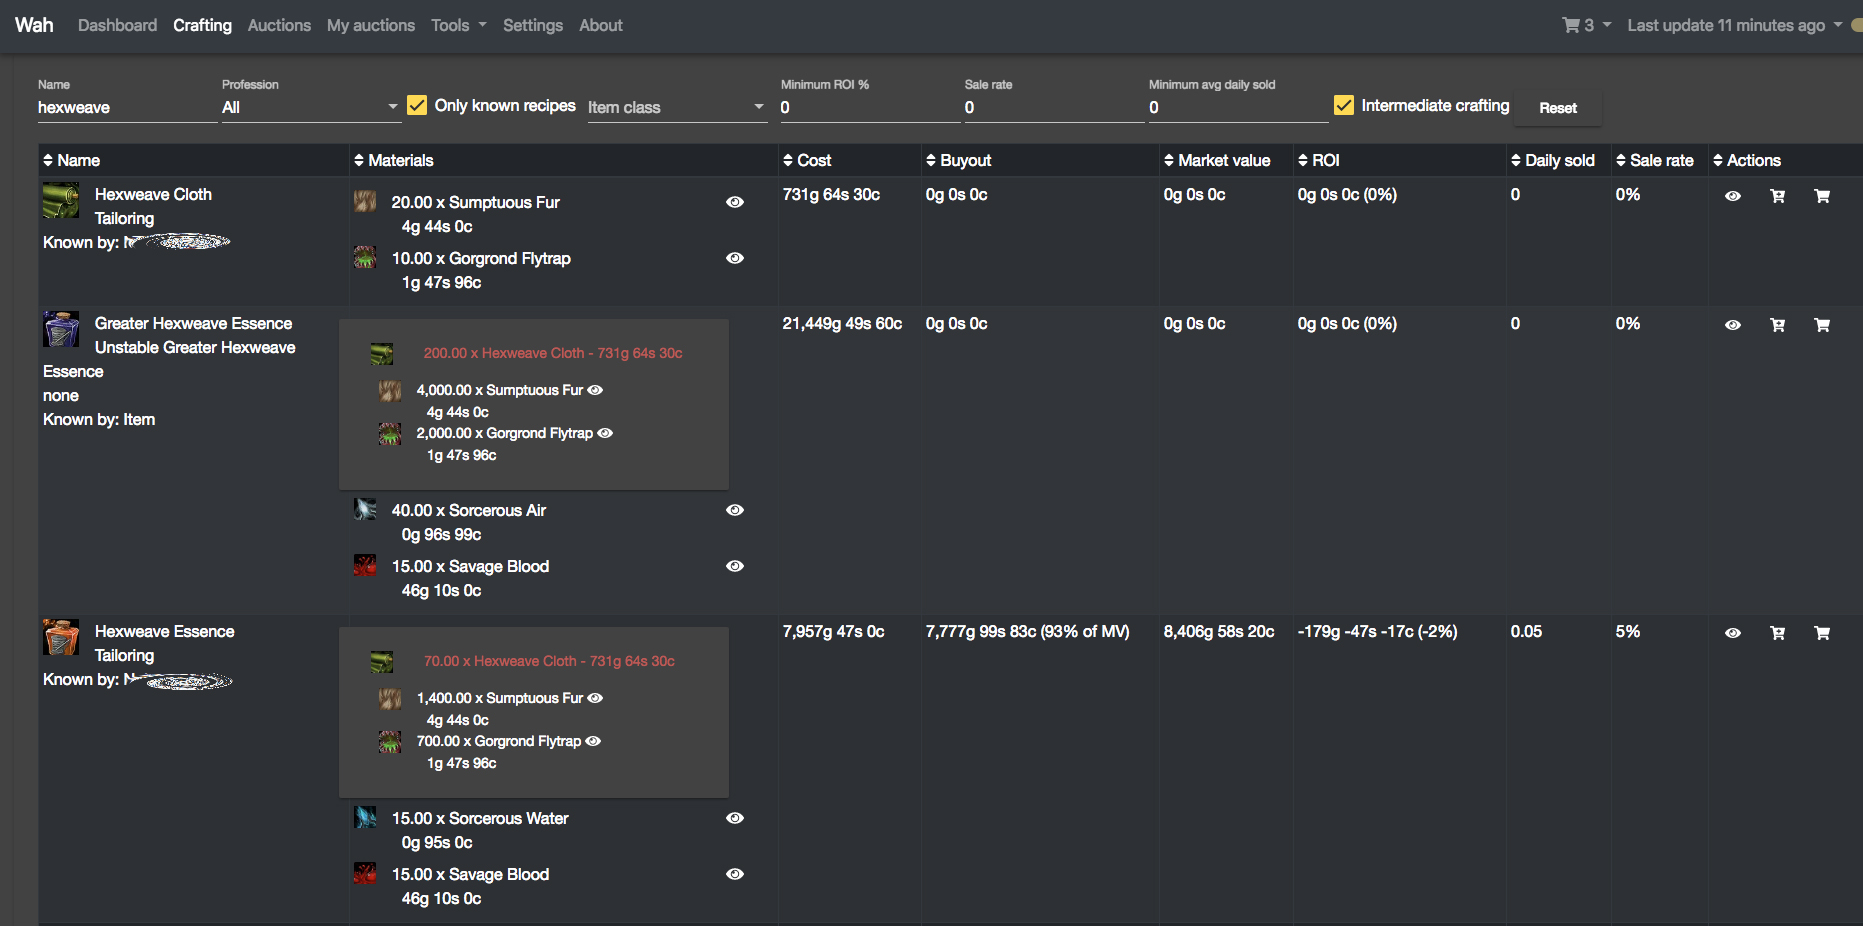 Wah Dashboard Crafting Auctions My auctions Tools Settings About 3 Last update 11 minutes ago
Name Profession Minimum ROI % Sale rate Minimum avg daily sold
hexweave All Only known recipes Item class 0 0 0 Intermediate crafting Reset
Name Materials Cost Buyout Market value ROI Daily sold Sale rate Actions
Hexweave Cloth
Tailoring
Known by:
20.00 x Sumptuous Fur
4g 44s 0c
10.00 x Gorgrond Flytrap
1g 47s 96c
731g 64s 30c
0g 0s 0c
0g 0s 0c
0g 0s 0c (0%)
0
0%
Greater Hexweave Essence
Unstable Greater Hexweave
Essence
none
Known by: Item
200.00 x Hexweave Cloth - 731g 64s 30c
4,000.00 x Sumptuous Fur
4g 44s 0c
2,000.00 x Gorgrond Flytrap
1g 47s 96c
40.00 x Sorcerous Air
0g 96s 99c
15.00 x Savage Blood
46g 10s 0c
21,449g 49s 60c
0g 0s 0c
0g 0s 0c
0g 0s 0c (0%)
0
0%
Hexweave Essence
Tailoring
Known by:
70.00 x Hexweave Cloth - 731g 64s 30c
1,400.00 x Sumptuous Fur
4g 44s 0c
700.00 x Gorgrond Flytrap
1g 47s 96c
15.00 x Sorcerous Water
0g 95s 0c
15.00 x Savage Blood
46g 10s 0c
7,957g 47s 0c
7,777g 99s 83c (93% of MV)
8,406g 58s 20c
-179g -47s -17c (-2%)
0.05
5%